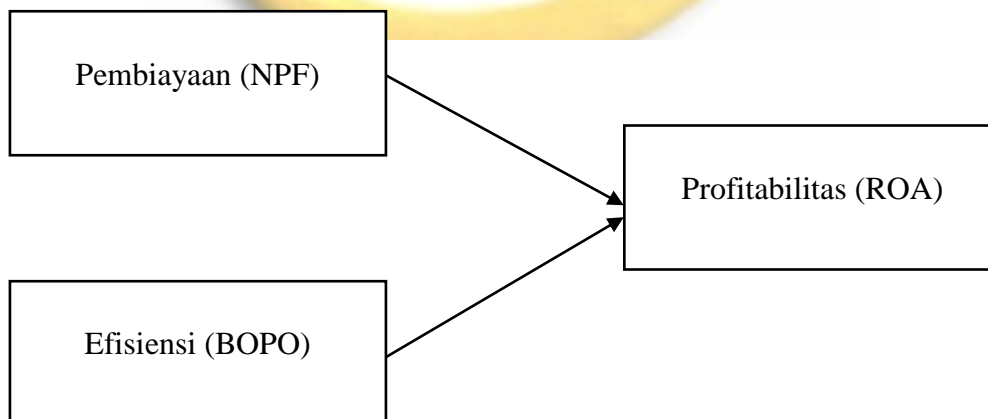 Pembiayaan (NPF)
Profitabilitas (ROA)
Efisiensi (BOPO)